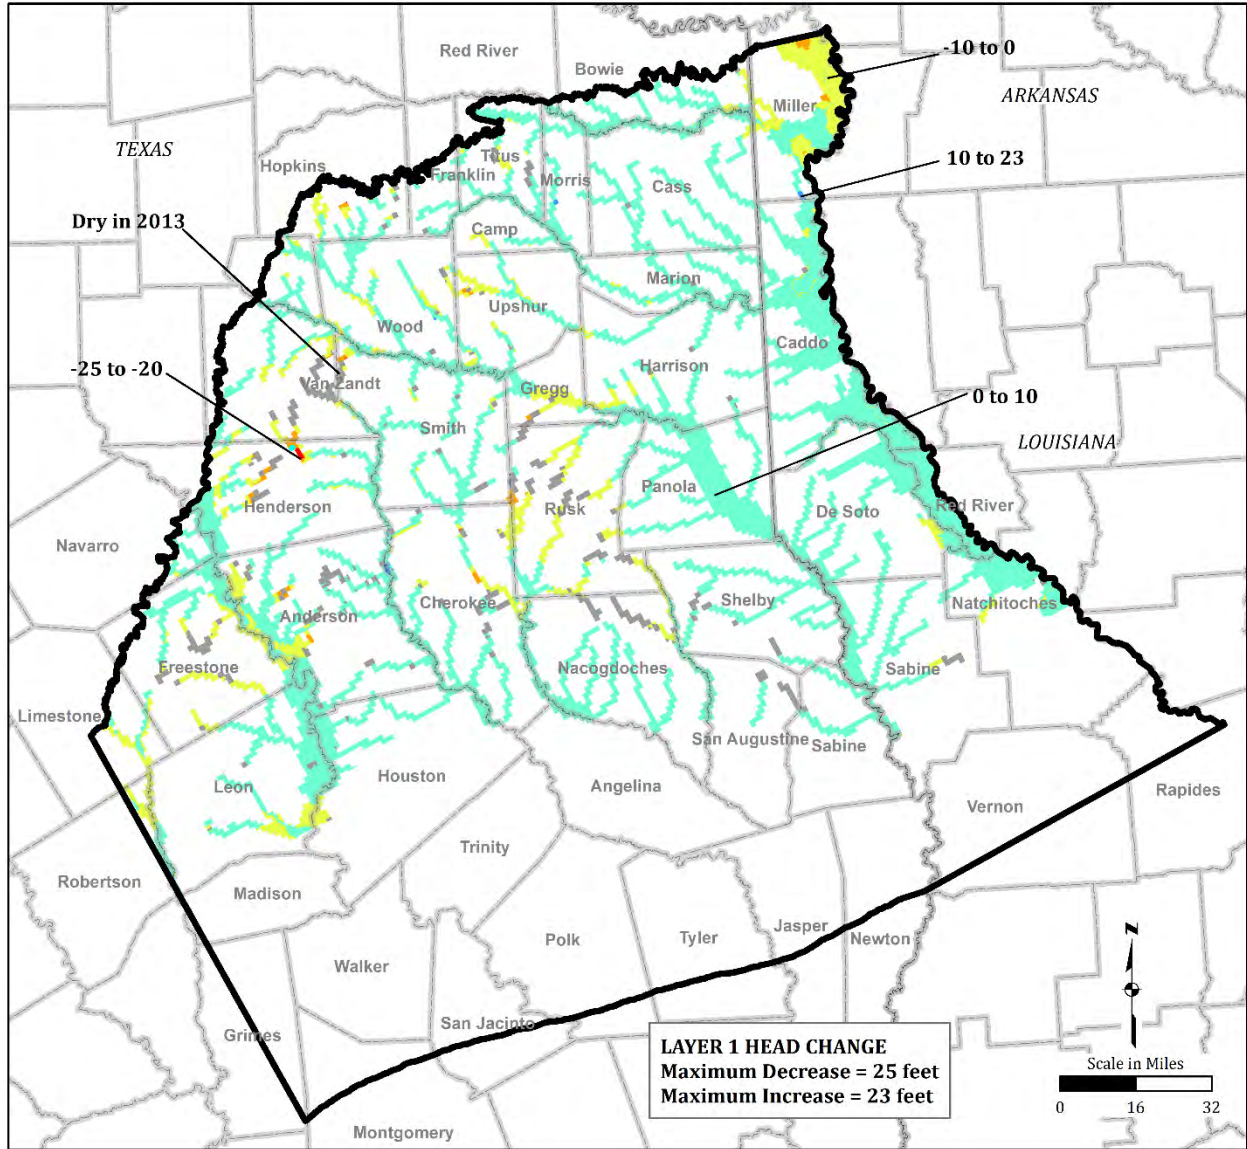 Red River
Bowie
-10 to 0
ARKANSAS
Miller
TEXAS
Hopkins
Titus
Franklin
Morris
Cass
10 to 23
Dry in 2013
Camp
Marion
Upshur
Wood
Caddo
Harrison
-25 to -20
Van Zandt
Gregg
0 to 10
Smith
LOUISIANA
Panola
Henderson
Rusk
De Soto
Red River
Navarro
Anderson
Cherokee
Shelby
Natchitoches
Freestone
Nacogdoches
Sabine
Limestone
San Augustine
Sabine
Houston
Leon
Angelina
Vernon
Rapides
Trinity
Robertson
Madison
Polk
Tyler
Jasper
Newton
Walker
N
San Jacinto
Grimes
LAYER 1 HEAD CHANGE
Maximum Decrease = 25 feet
Maximum Increase = 23 feet
Scale in Miles
0 16 32
Montgomery